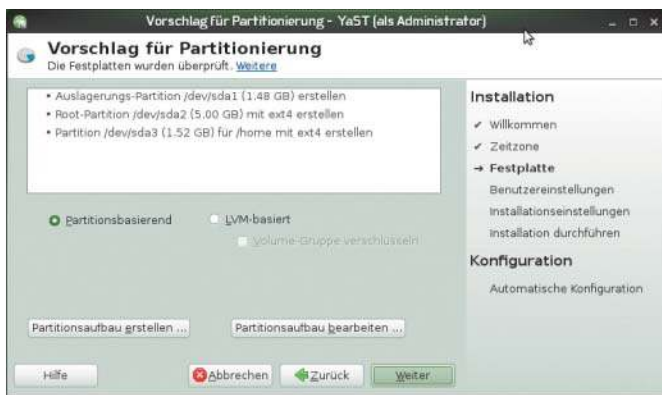 Vorschlag für Partitionierung - YaST (als Administrator)
Vorschlag für Partitionierung
Die Festplatten wurden überprüft. Weitere
• Auslagerungs-Partition /dev/sda1 (1.48 GB) erstellen
• Root-Partition /dev/sda2 (5.00 GB) mit ext4 erstellen
• Partition /dev/sda3 (1.52 GB) für /home mit ext4 erstellen
Partitionsbasierend
LVM-basiert
Volume-Gruppe verschlüsseln
Partitionsaufbau erstellen ...
Partitionsaufbau bearbeiten ...
Hilfe
Abbrechen
Zurück
Weiter
Installation
Willkommen
Zeitzone
Festplatte
Benutzereinstellungen
Installationseinstellungen
Installation durchführen
Konfiguration
Automatische Konfiguration